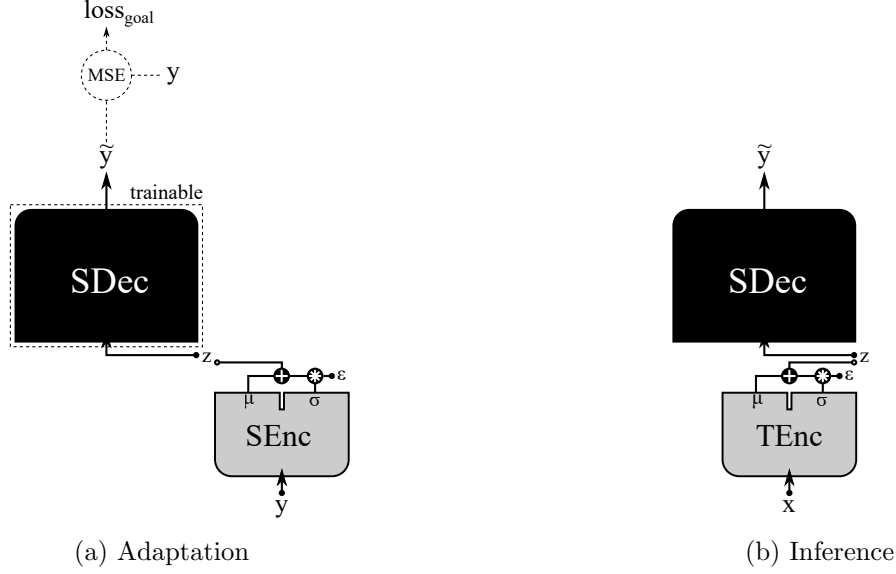 loss_goal
MSE
y
ỹ
trainable
SDec
z
ε
μ
σ
SEnc
y
(a) Adaptation
ỹ
SDec
z
ε
μ
σ
TEnc
x
(b) Inference